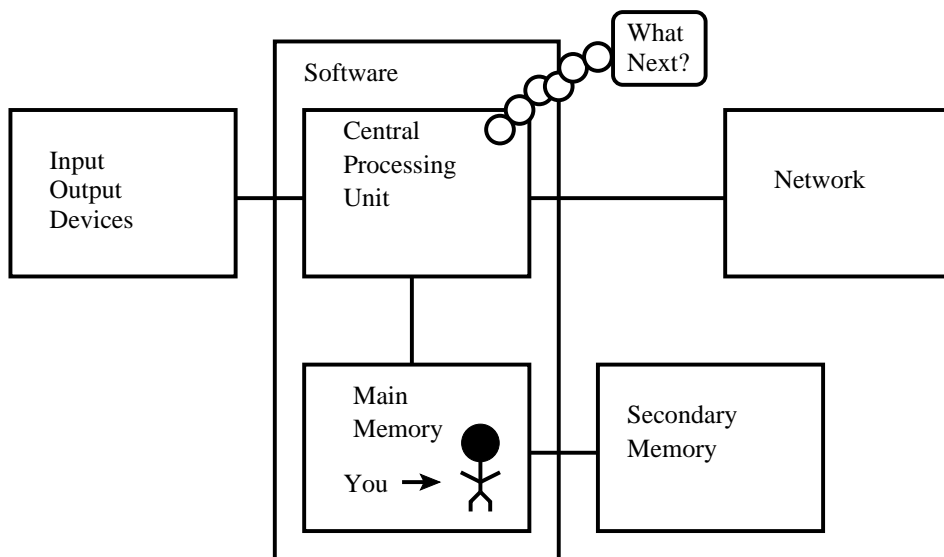 What
Next?
Software
Central
Processing
Unit
Input
Output
Devices
Network
Main
Memory
You
Secondary
Memory